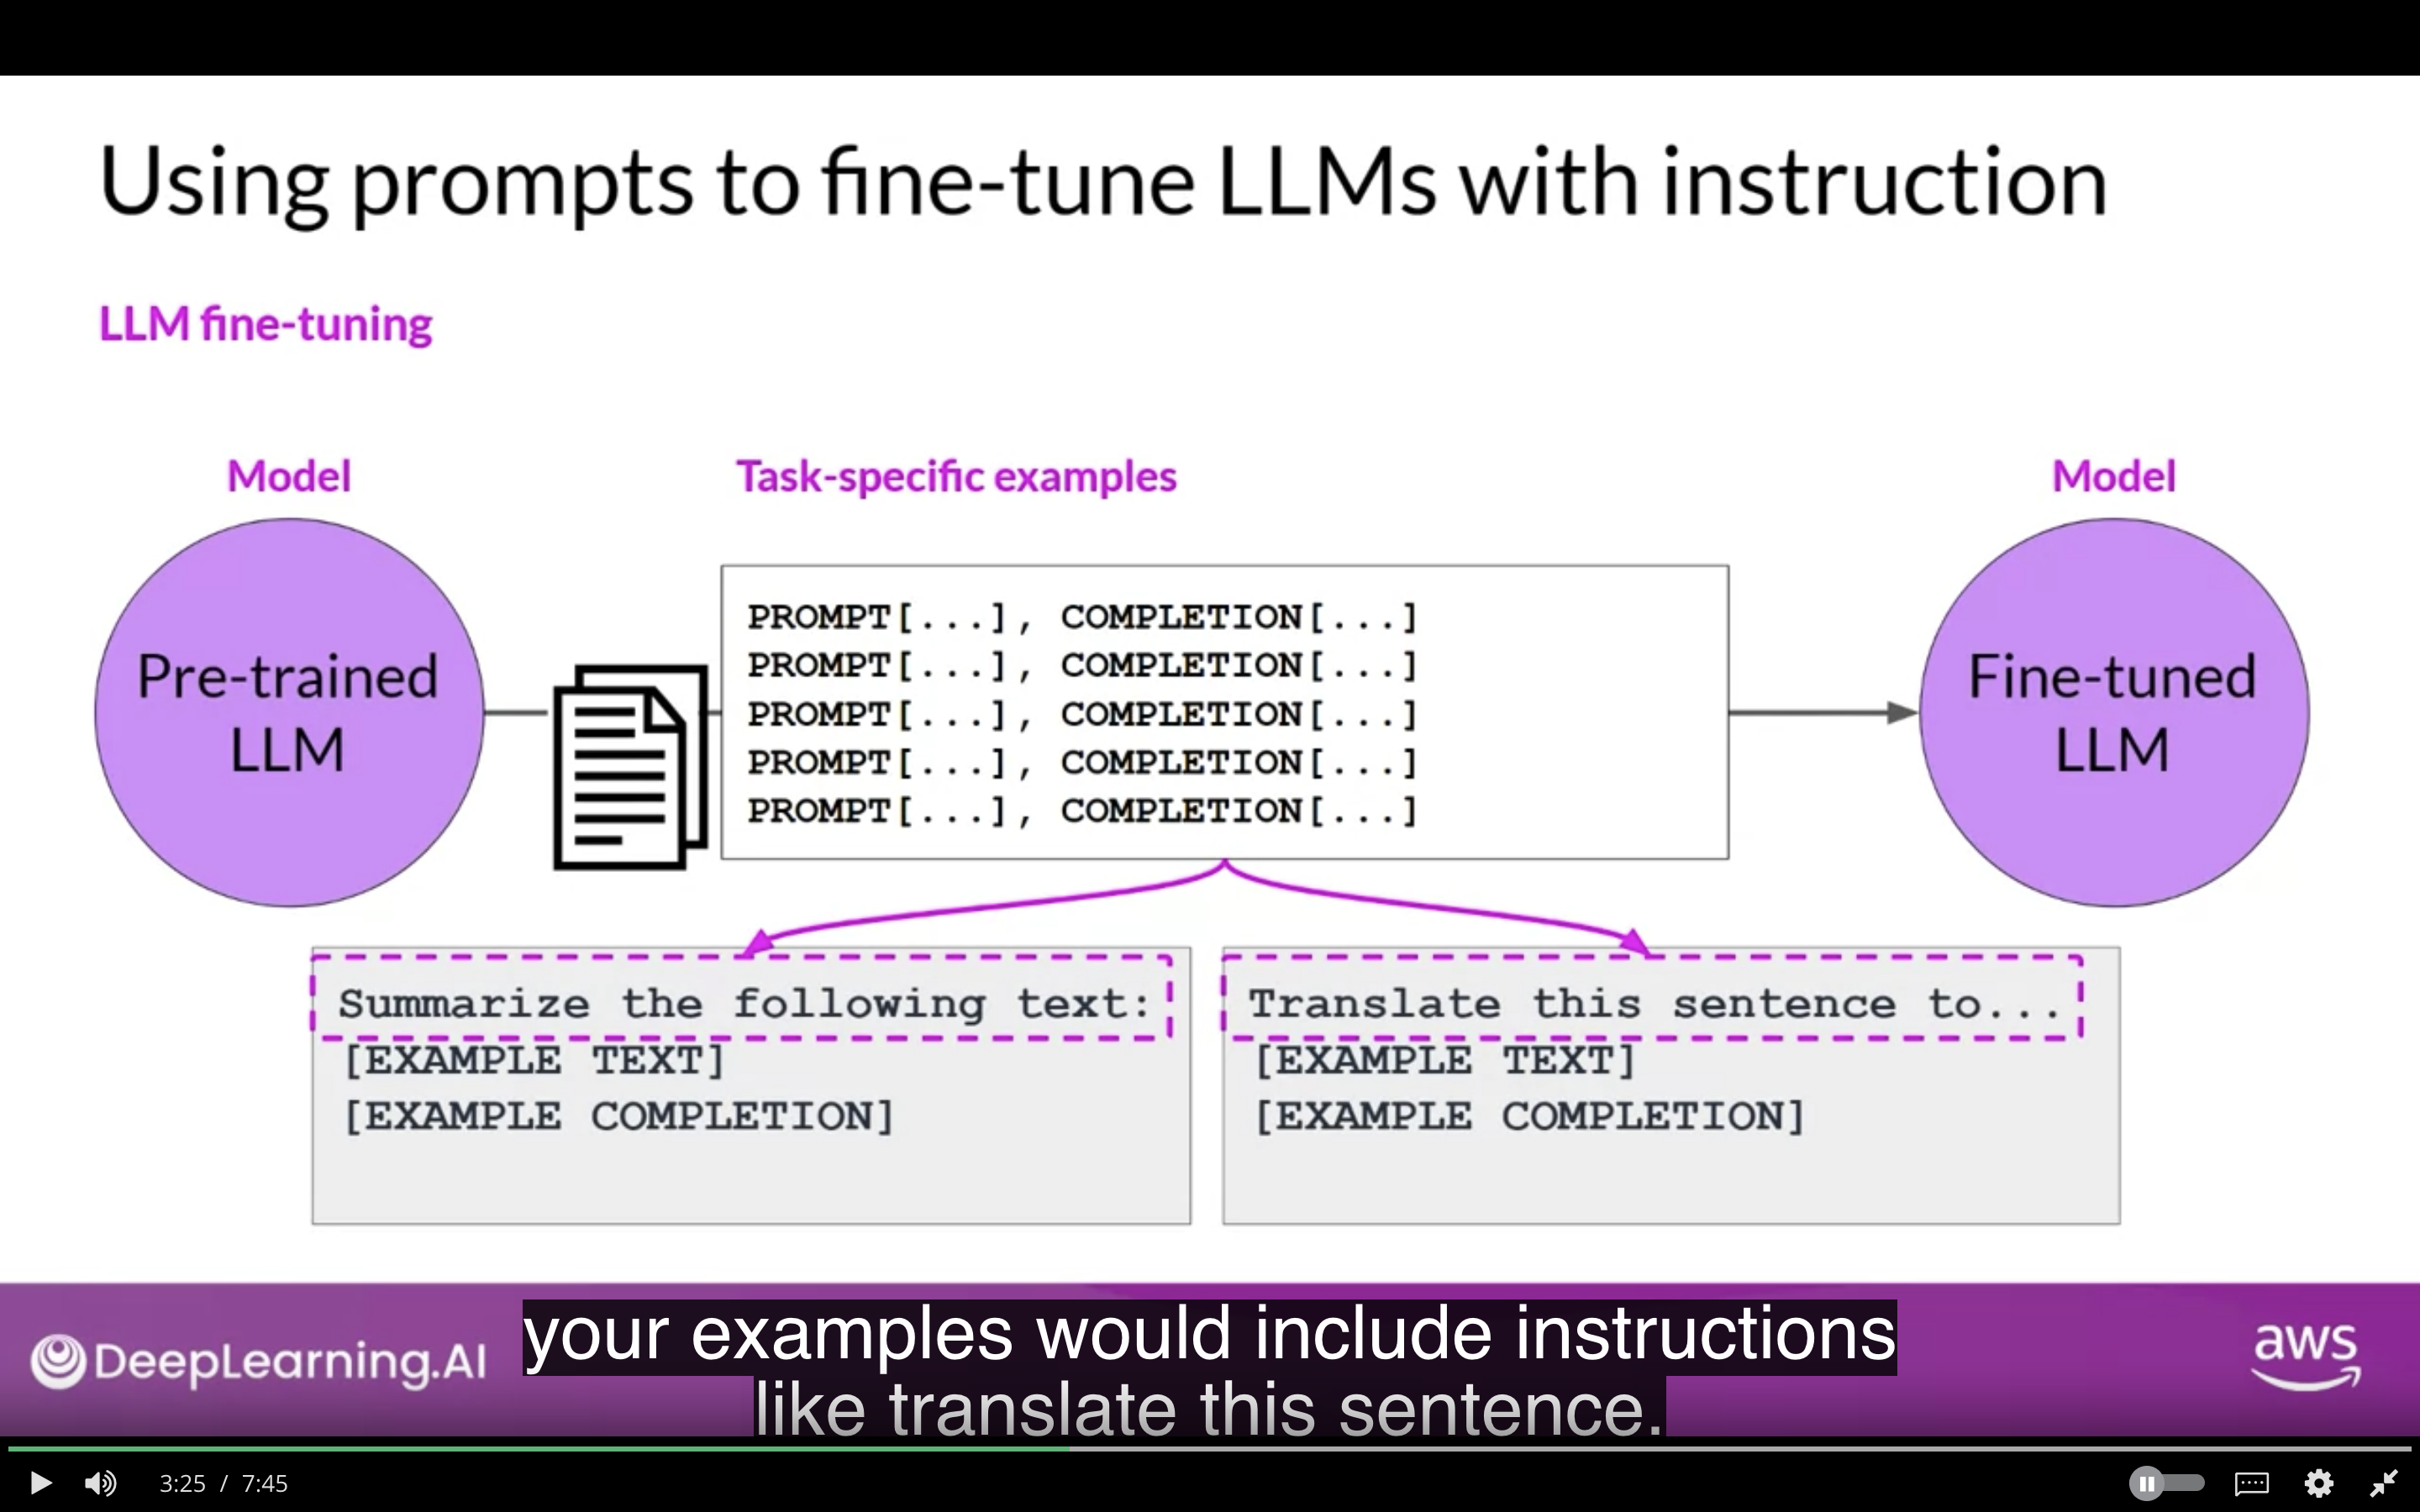 Using prompts to fine-tune LLMs with instruction
LLM fine-tuning
Model
Task-specific examples
Model
Pre-trained
LLM
PROMPT[...], COMPLETION[...]
PROMPT[...], COMPLETION[...]
PROMPT[...], COMPLETION[...]
PROMPT[...], COMPLETION[...]
PROMPT[...], COMPLETION[...]
Fine-tuned
LLM
Summarize the following text:
[EXAMPLE TEXT]
[EXAMPLE COMPLETION]
Translate this sentence to...
[EXAMPLE TEXT]
[EXAMPLE COMPLETION]
DeepLearning.AI
your examples would include instructions
like translate this sentence.
aws
3:25 / 7:45